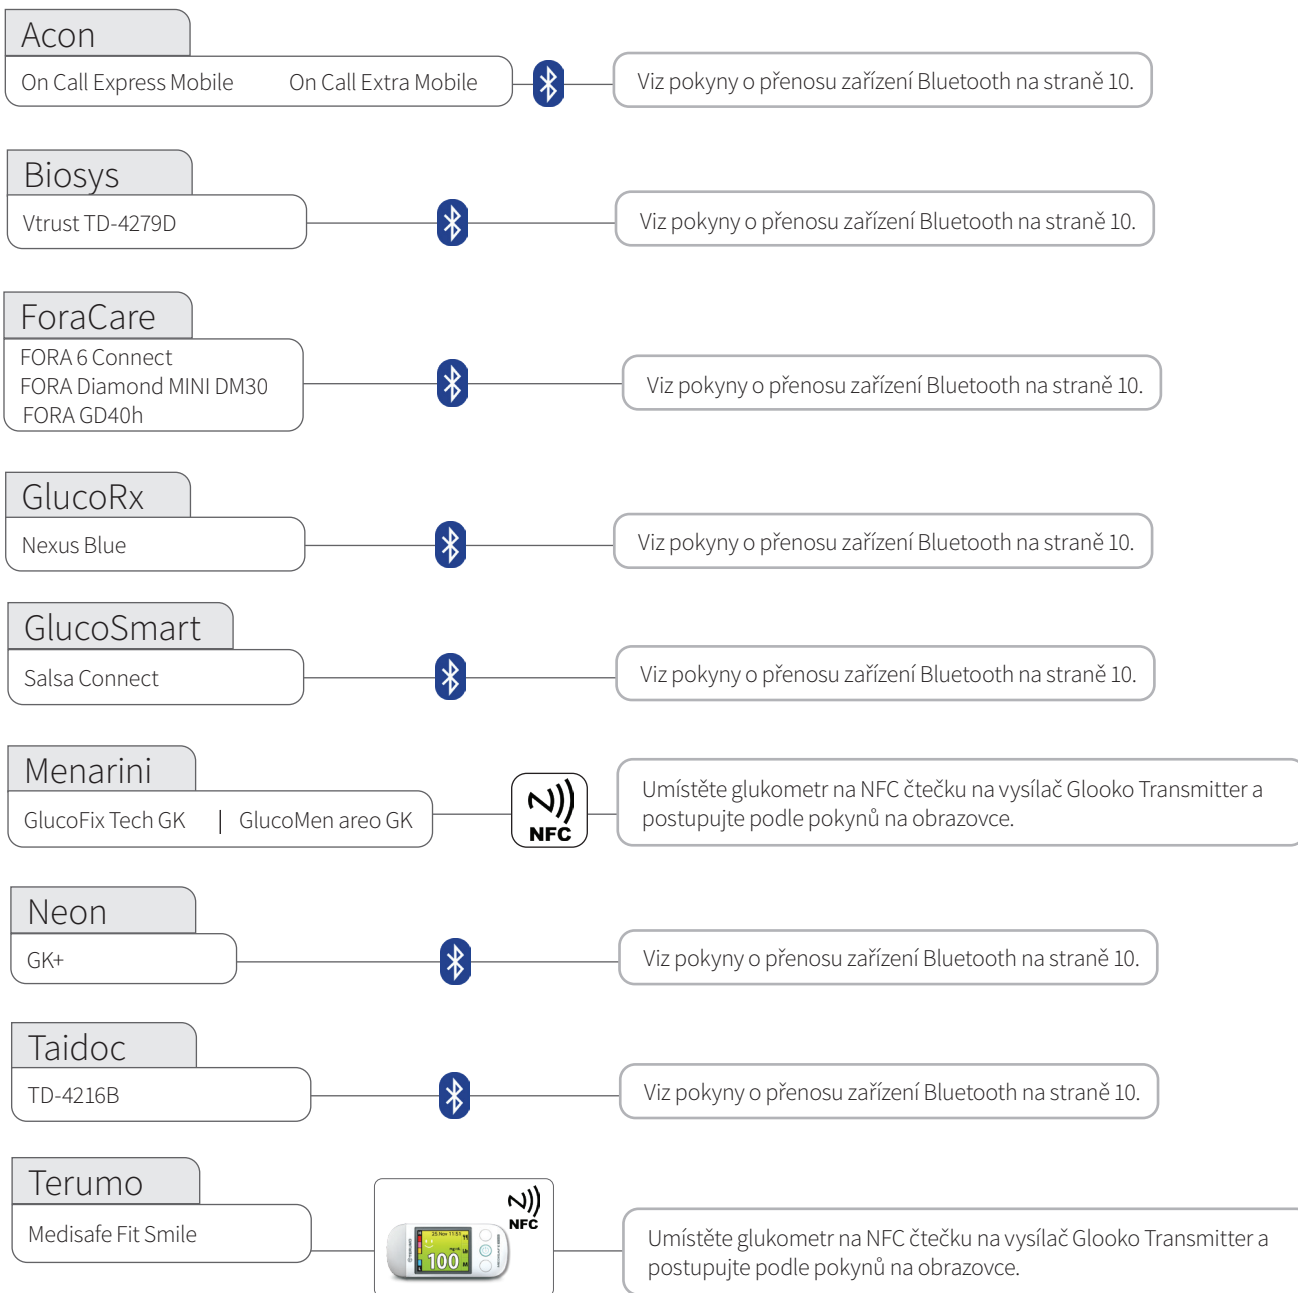 Acon
On Call Express Mobile On Call Extra Mobile
Viz pokyny o přenosu zařízení Bluetooth na straně 10.
Biosys
Vtrust TD-4279D
Viz pokyny o přenosu zařízení Bluetooth na straně 10.
ForaCare
FORA 6 Connect
FORA Diamond MINI DM30
FORA GD40h
Viz pokyny o přenosu zařízení Bluetooth na straně 10.
GlucoRx
Nexus Blue
Viz pokyny o přenosu zařízení Bluetooth na straně 10.
GlucoSmart
Salsa Connect
Viz pokyny o přenosu zařízení Bluetooth na straně 10.
Menarini
GlucoFix Tech GK | GlucoMen areo GK
NFC
Umístěte glukometr na NFC čtečku na vysílač Glooko Transmitter a
postupujte podle pokynů na obrazovce.
Neon
GK+
Viz pokyny o přenosu zařízení Bluetooth na straně 10.
Taidoc
TD-4216B
Viz pokyny o přenosu zařízení Bluetooth na straně 10.
Terumo
Medisafe Fit Smile
NFC
TERUMO
25 Nov 11:51
100
Umístěte glukometr na NFC čtečku na vysílač Glooko Transmitter a
postupujte podle pokynů na obrazovce.